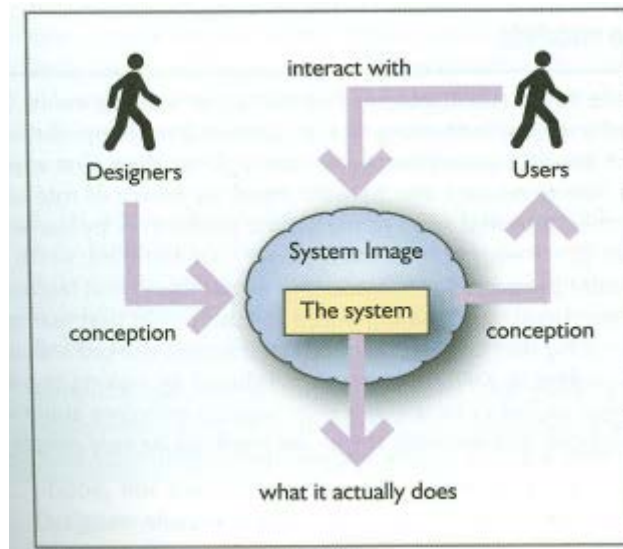 interact with
Designers
Users
System Image
The system
conception
conception
what it actually does